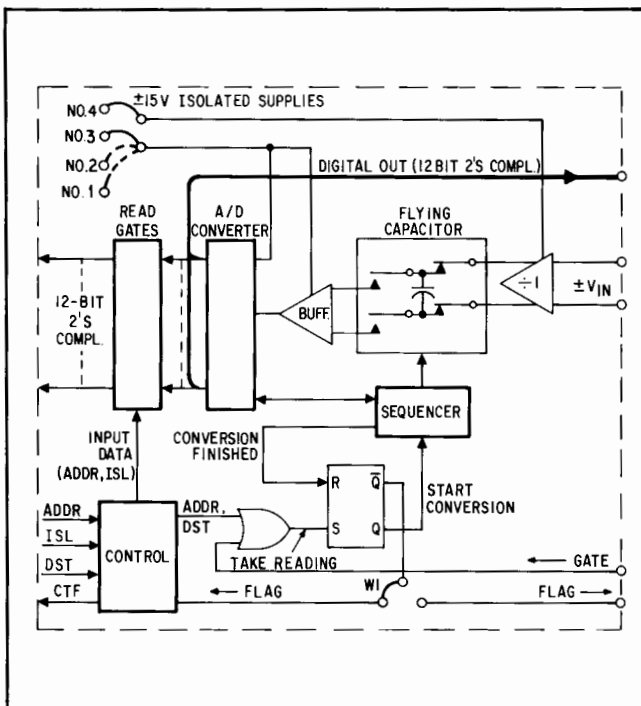 NO.4
±15V ISOLATED SUPPLIES
NO.3
NO.2
NO.1
DIGITAL OUT (12 BIT 2'S COMPL.)
READ
GATES
A/D
CONVERTER
FLYING
CAPACITOR
12-BIT
2'S
COMPL.
BUFF.
÷1
±VIN
SEQUENCER
INPUT
DATA
(ADDR, ISL)
CONVERSION
FINISHED
R
Q̅
S
Q
START
CONVERSION
ADDR
ISL
DST
CTF
CONTROL
ADDR,
DST
TAKE READING
GATE
W1
FLAG
FLAG